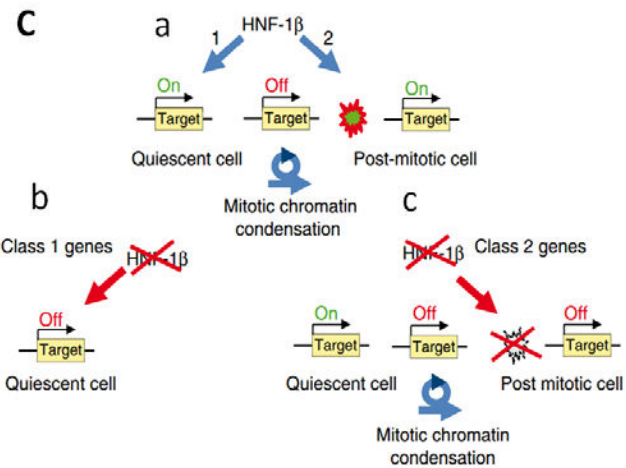 C
a
HNF-1β
1
2
On
Off
On
Target
Target
Target
Quiescent cell
Post-mitotic cell
Mitotic chromatin
condensation
b
Class 1 genes
HNF-1β
Off
Target
Quiescent cell
c
HNF-1β
Class 2 genes
On
Off
Off
Target
Target
Target
Quiescent cell
Post mitotic cell
Mitotic chromatin
condensation